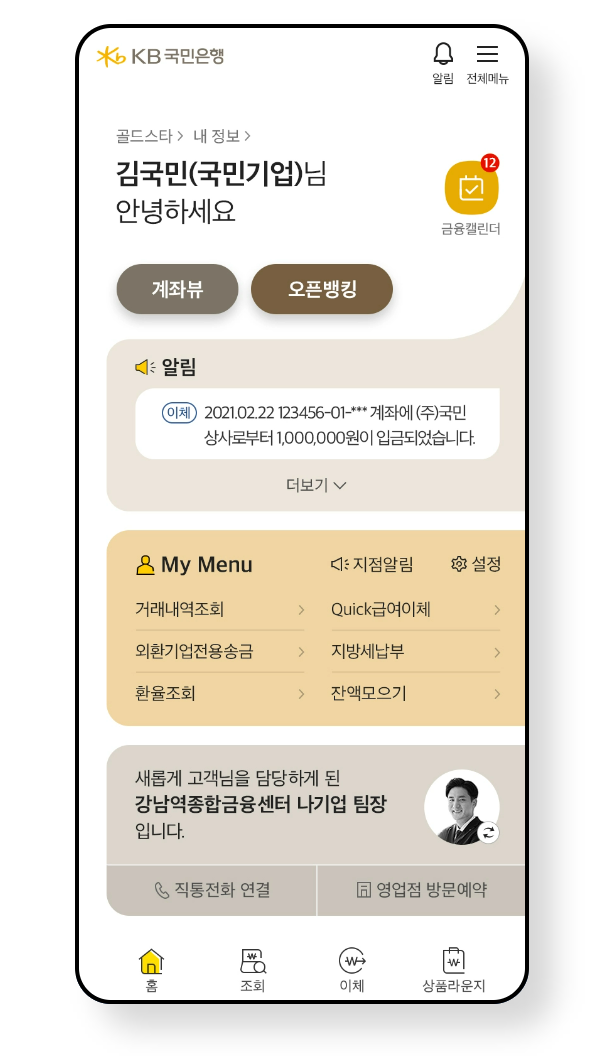 KB 국민은행
알림 전체메뉴
골드스타 > 내 정보 >
김국민(국민기업)님
안녕하세요
12
금융캘린더
계좌뷰 오픈뱅킹
알림
이체 2021.02.22 123456-01-*** 계좌에 (주)국민
상사로부터 1,000,000원이 입금되었습니다.
더보기
My Menu 지점알림 설정
거래내역조회 > Quick급여이체 >
외환기업전용송금 > 지방세납부 >
환율조회 > 잔액모으기 >
새롭게 고객님을 담당하게 된
강남역종합금융센터 나기업 팀장
입니다.
직통전화 연결 영업점 방문예약
홈 조회 이체 상품라운지